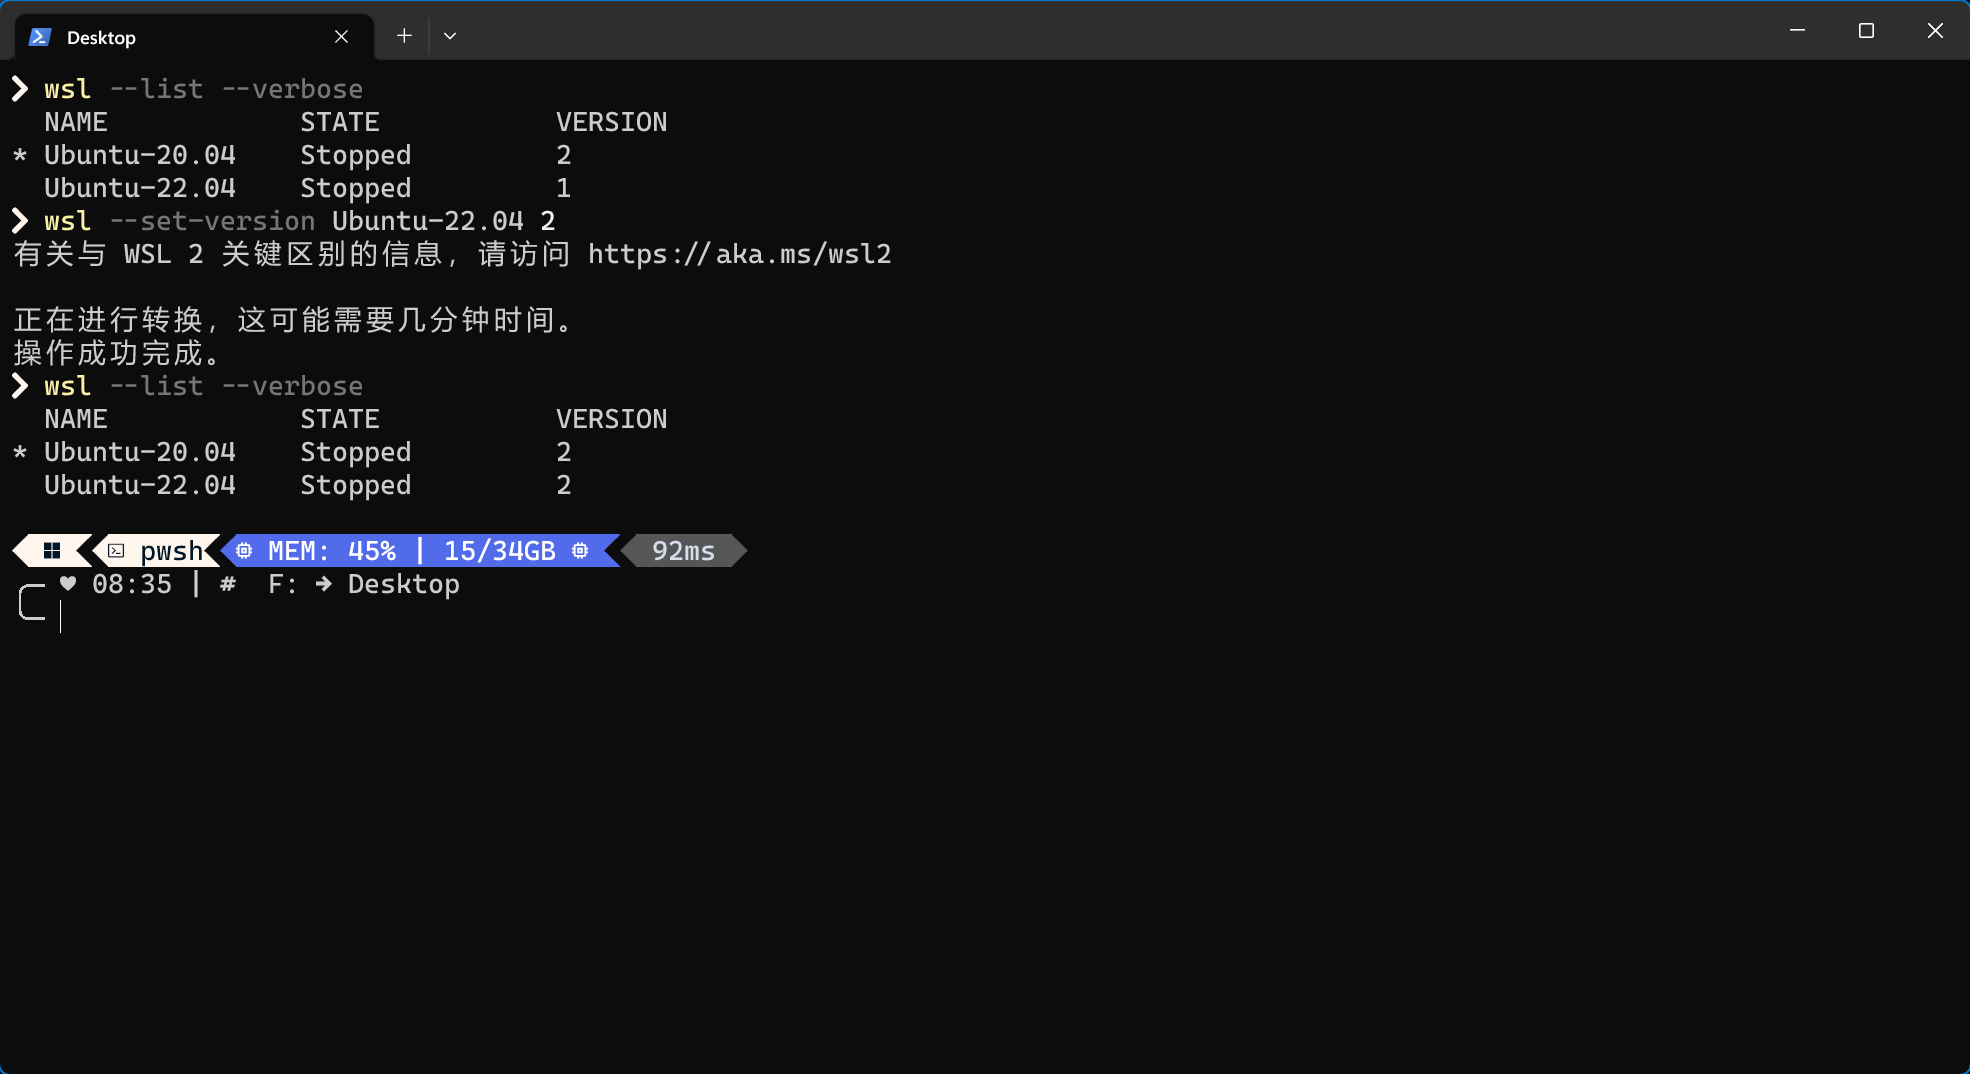 Desktop
❯ wsl --list --verbose
NAME STATE VERSION
* Ubuntu-20.04 Stopped 2
Ubuntu-22.04 Stopped 1
❯ wsl --set-version Ubuntu-22.04 2
有关与 WSL 2 关键区别的信息，请访问 https://aka.ms/wsl2
正在进行转换，这可能需要几分钟时间。
操作成功完成。
❯ wsl --list --verbose
NAME STATE VERSION
* Ubuntu-20.04 Stopped 2
Ubuntu-22.04 Stopped 2
pwsh MEM: 45% | 15/34GB 92ms
♥ 08:35 | # F: → Desktop